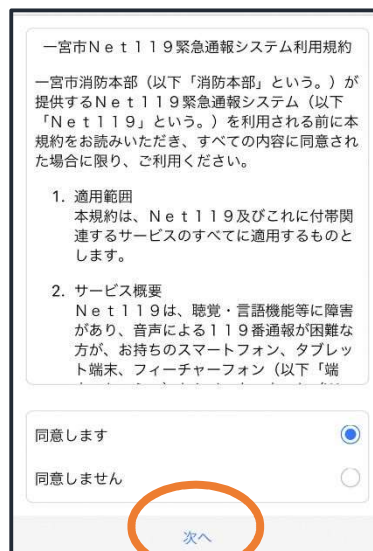 一宮市Net119緊急通報システム利用規約
一宮市消防本部（以下「消防本部」という。）が
提供するNet119緊急通報システム（以下
「Net119」という。）を利用される前に本
規約をお読みいただき、すべての内容に同意され
た場合に限り、ご利用ください。
1. 適用範囲
本規約は、Net119及びこれに付帯関
連するサービスのすべてに適用するものと
します。
2. サービス概要
Net119は、聴覚・言語機能等に障害
があり、音声による119番通報が困難な
方が、お持ちのスマートフォン、タブレッ
ト端末、フィーチャーフォン（以下「端
同意します
同意しません
次へ